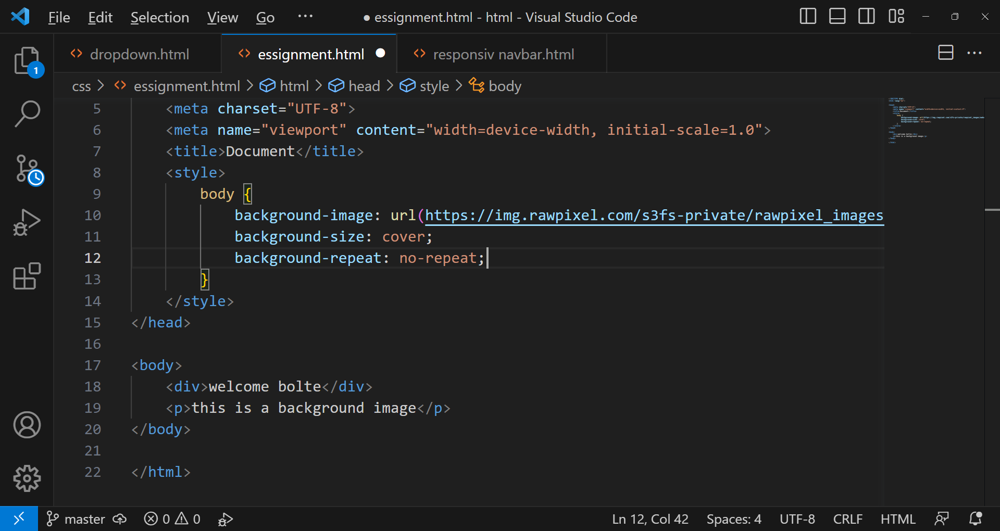 File Edit Selection View Go ··· ● essignment.html - html - Visual Studio Code
dropdown.html essignment.html ● responsiv navbar.html
css > essignment.html > html > head > style > body
1
5 <meta charset="UTF-8">
6 <meta name="viewport" content="width=device-width, initial-scale=1.0">
7 <title>Document</title>
8 <style>
9 body {
10 background-image: url(https://img.rawpixel.com/s3fs-private/rawpixel_images
11 background-size: cover;
12 background-repeat: no-repeat;
13 }
14 </style>
15 </head>
16
17 <body>
18 <div>welcome bolte</div>
19 <p>this is a background image</p>
20 </body>
21
22 </html>
master 0 0 Ln 12, Col 42 Spaces: 4 UTF-8 CRLF HTML